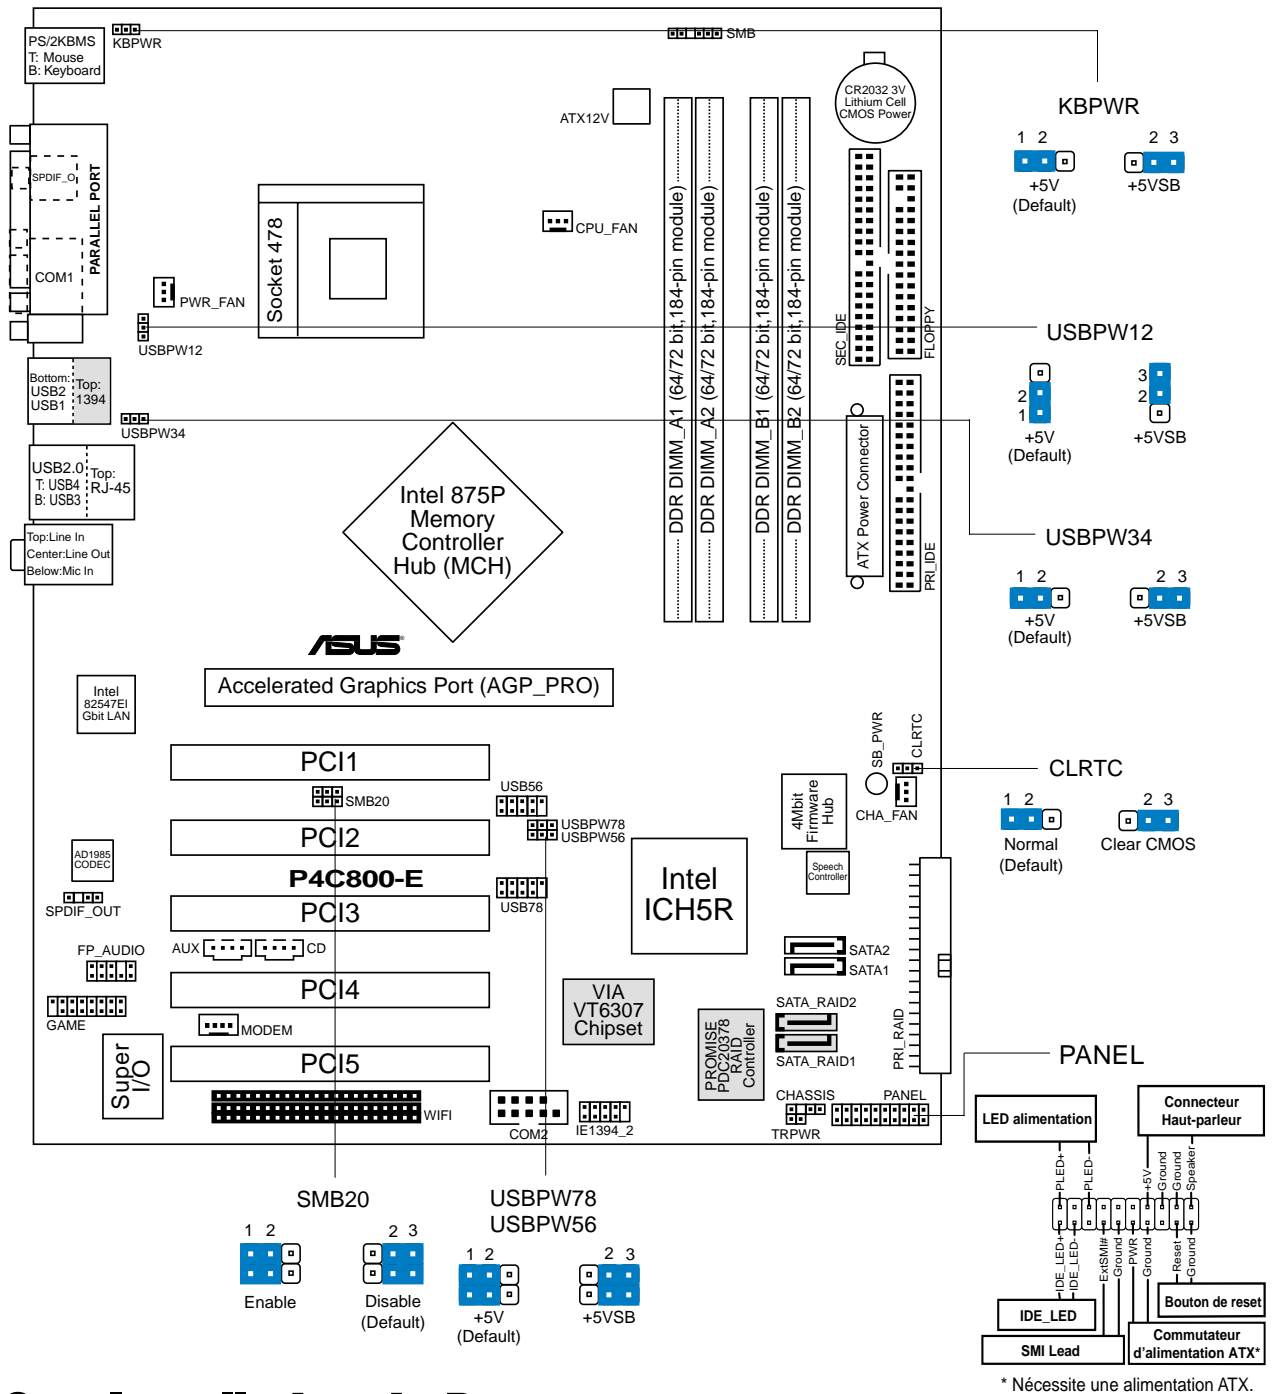 PS/2KBMS
T: Mouse
B: Keyboard
KBPWR
SMB
ATX12V
CR2032 3V
Lithium Cell
CMOS Power
KBPWR
1 2
2 3
+5V
(Default)
+5VSB
SPDIF_O
PARALLEL PORT
COM1
Socket 478
CPU_FAN
PWR_FAN
USBPW12
DDR DIMM_A1 (64/72 bit,184-pin module)
DDR DIMM_A2 (64/72 bit,184-pin module)
DDR DIMM_B1 (64/72 bit,184-pin module)
DDR DIMM_B2 (64/72 bit,184-pin module)
SEC_IDE
FLOPPY
USBPW12
2
1
3
2
+5V
(Default)
+5VSB
Bottom:
USB2
USB1
Top:
1394
USBPW34
USB2.0
T: USB4
B: USB3
Top:
RJ-45
Top:Line In
Center:Line Out
Below:Mic In
Intel 875P
Memory
Controller
Hub (MCH)
ATX Power Connector
PRI_IDE
USBPW34
1 2
2 3
+5V
(Default)
+5VSB
ASUS
Accelerated Graphics Port (AGP_PRO)
Intel
82547EI
Gbit LAN
PCI1
SMB20
USB56
USBPW78
USBPW56
SB_PWR
CLRTC
CHA_FAN
4Mbit
Firmware
Hub
CLRTC
1 2
2 3
Normal
(Default)
Clear CMOS
PCI2
AD1985
CODEC
P4C800-E
Intel
ICH5R
Speech
Controller
SPDIF_OUT
PCI3
USB78
AUX
CD
FP_AUDIO
SATA2
SATA1
PCI4
VIA
VT6307
Chipset
SATA_RAID2
SATA_RAID1
PROMISE
PDC20378
RAID
Controller
PRI_RAID
GAME
MODEM
Super
I/O
PCI5
WIFI
COM2
IE1394_2
CHASSIS
TRPWR
PANEL
PANEL
LED alimentation
Connecteur
Haut-parleur
PLED+
PLED-
+5V
Ground
Ground
Speaker
IDE_LED+
IDE_LED-
ExtSMI#
Ground
PWR
Ground
Reset
Ground
IDE_LED
Bouton de reset
SMI Lead
Commutateur
d'alimentation ATX*
* Nécessite une alimentation ATX.
SMB20
1 2
2 3
Enable
Disable
(Default)
USBPW78
USBPW56
1 2
2 3
+5V
(Default)
+5VSB